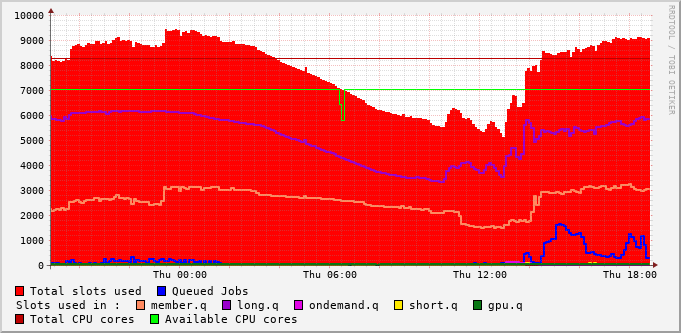 RRDTOOL / TOBI OETIKER
10000
9000
8000
7000
6000
5000
4000
3000
2000
1000
0
Thu 00:00 Thu 06:00 Thu 12:00 Thu 18:00
Total slots used Queued Jobs
Slots used in : member.q long.q ondemand.q short.q gpu.q
Total CPU cores Available CPU cores